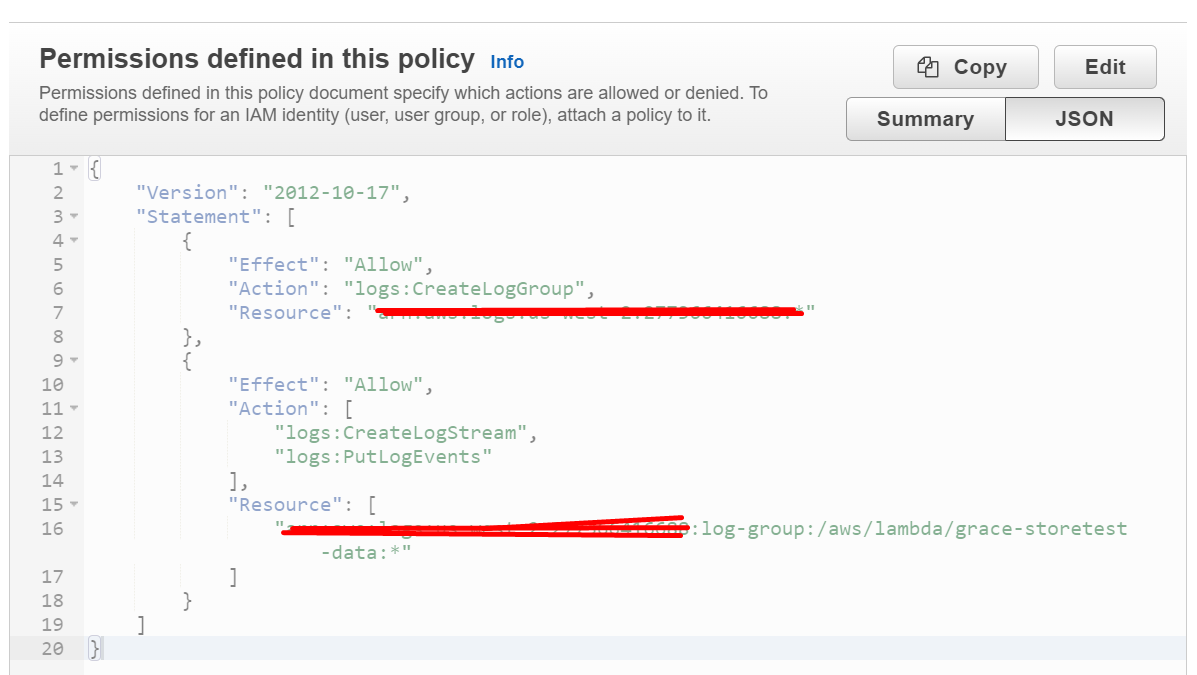 Permissions defined in this policy Info
Permissions defined in this policy document specify which actions are allowed or denied. To
define permissions for an IAM identity (user, user group, or role), attach a policy to it.
Copy
Edit
Summary
JSON
1 {
2 "Version": "2012-10-17",
3 "Statement": [
4 {
5 "Effect": "Allow",
6 "Action": "logs:CreateLogGroup",
7 "Resource": "
8 },
9 {
10 "Effect": "Allow",
11 "Action": [
12 "logs:CreateLogStream",
13 "logs:PutLogEvents"
14 ],
15 "Resource": [
16 ":log-group:/aws/lambda/grace-storetest
-data:*"
17 ]
18 }
19 ]
20 }